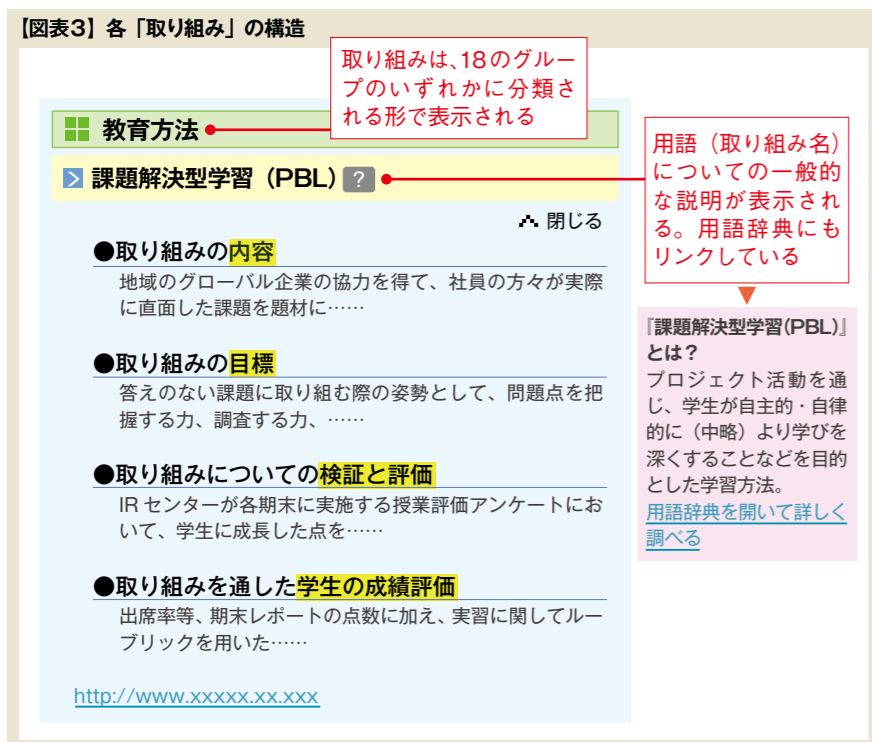 【図表3】各「取り組み」の構造
取り組みは、18のグルー
プのいずれかに分類さ
れる形で表示される
教育方法
課題解決型学習（PBL）?
用語（取り組み名）
についての一般的
な説明が表示され
る。用語辞典にも
リンクしている
閉じる
●取り組みの内容
地域のグローバル企業の協力を得て、社員の方々が実際
に直面した課題を題材に……
●取り組みの目標
答えのない課題に取り組む際の姿勢として、問題点を把
握する力、調査する力、……
●取り組みについての検証と評価
IR センターが各期末に実施する授業評価アンケートにお
いて、学生に成長した点を……
●取り組みを通した学生の成績評価
出席率等、期末レポートの点数に加え、実習に関してルー
ブリックを用いた……
http://www.xxxxx.xx.xxx
『課題解決型学習(PBL)』
とは？
プロジェクト活動を通
じ、学生が自主的・自律
的に（中略）より学びを
深くすることなどを目的
とした学習方法。
用語辞典を開いて詳しく
調べる